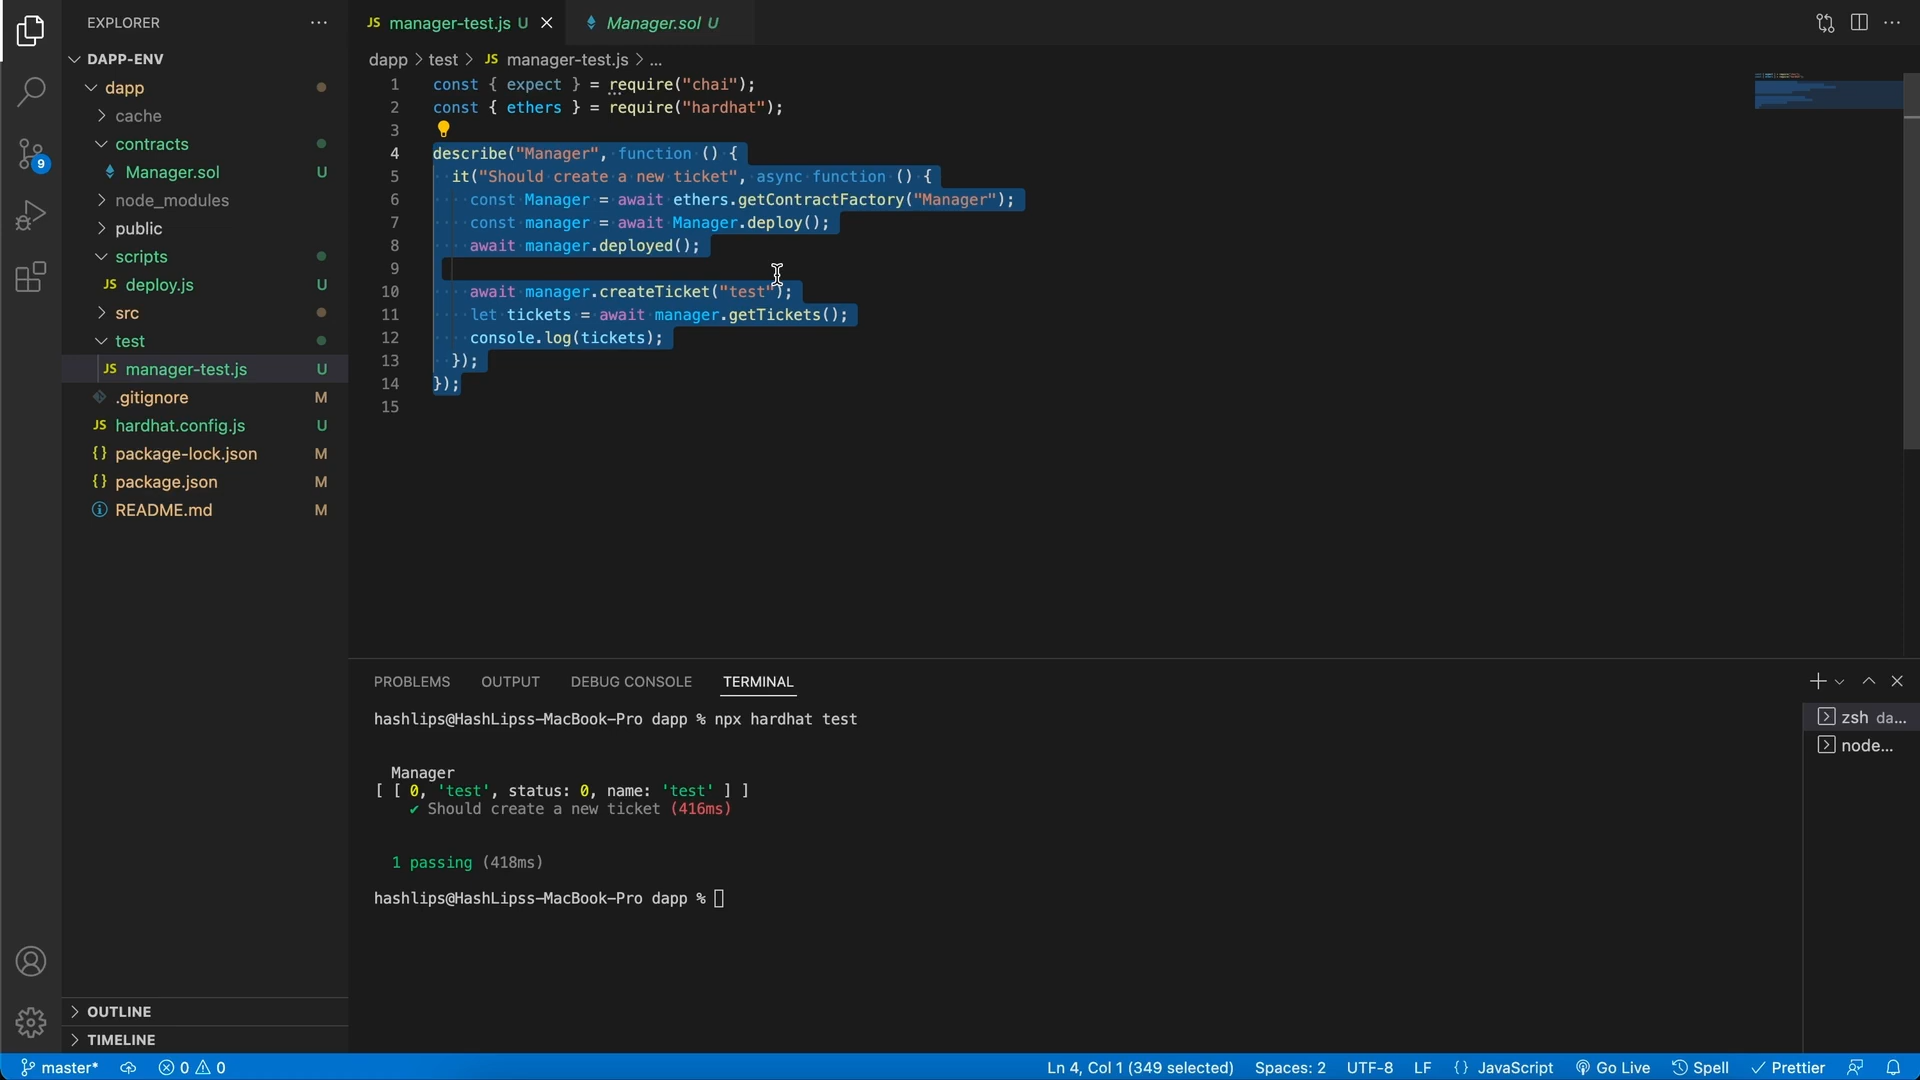 EXPLORER
DAPP-ENV
dapp
cache
contracts
Manager.sol U
node_modules
public
scripts
deploy.js U
src
test
manager-test.js U
.gitignore M
hardhat.config.js U
package-lock.json M
package.json M
README.md M
OUTLINE
TIMELINE
9
JS manager-test.js U
Manager.sol U
dapp > test > JS manager-test.js > ...
1 const { expect } = require("chai");
2 const { ethers } = require("hardhat");
3
4 describe("Manager", function () {
5 it("Should create a new ticket", async function () {
6 const Manager = await ethers.getContractFactory("Manager");
7 const manager = await Manager.deploy();
8 await manager.deployed();
9
10 await manager.createTicket("test");
11 let tickets = await manager.getTickets();
12 console.log(tickets);
13 });
14 });
15
PROBLEMS OUTPUT DEBUG CONSOLE TERMINAL
hashlips@HashLipss-MacBook-Pro dapp % npx hardhat test
Manager
[ [ 0, 'test', status: 0, name: 'test' ] ]
✔ Should create a new ticket (416ms)
1 passing (418ms)
hashlips@HashLipss-MacBook-Pro dapp %
zsh da...
node...
master* 0 0 Ln 4, Col 1 (349 selected) Spaces: 2 UTF-8 LF {} JavaScript Go Live Spell Prettier